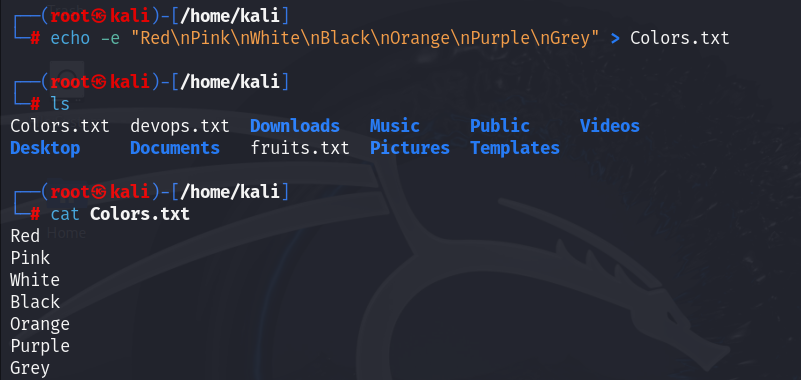 ┌──(root㉿kali)-[/home/kali]
└─# echo -e "Red\nPink\nWhite\nBlack\nOrange\nPurple\nGrey" > Colors.txt
┌──(root㉿kali)-[/home/kali]
└─# ls
Colors.txt devops.txt Downloads Music Public Videos
Desktop Documents fruits.txt Pictures Templates
┌──(root㉿kali)-[/home/kali]
└─# cat Colors.txt
Home
Red
Pink
White
Black
Orange
Purple
Grey